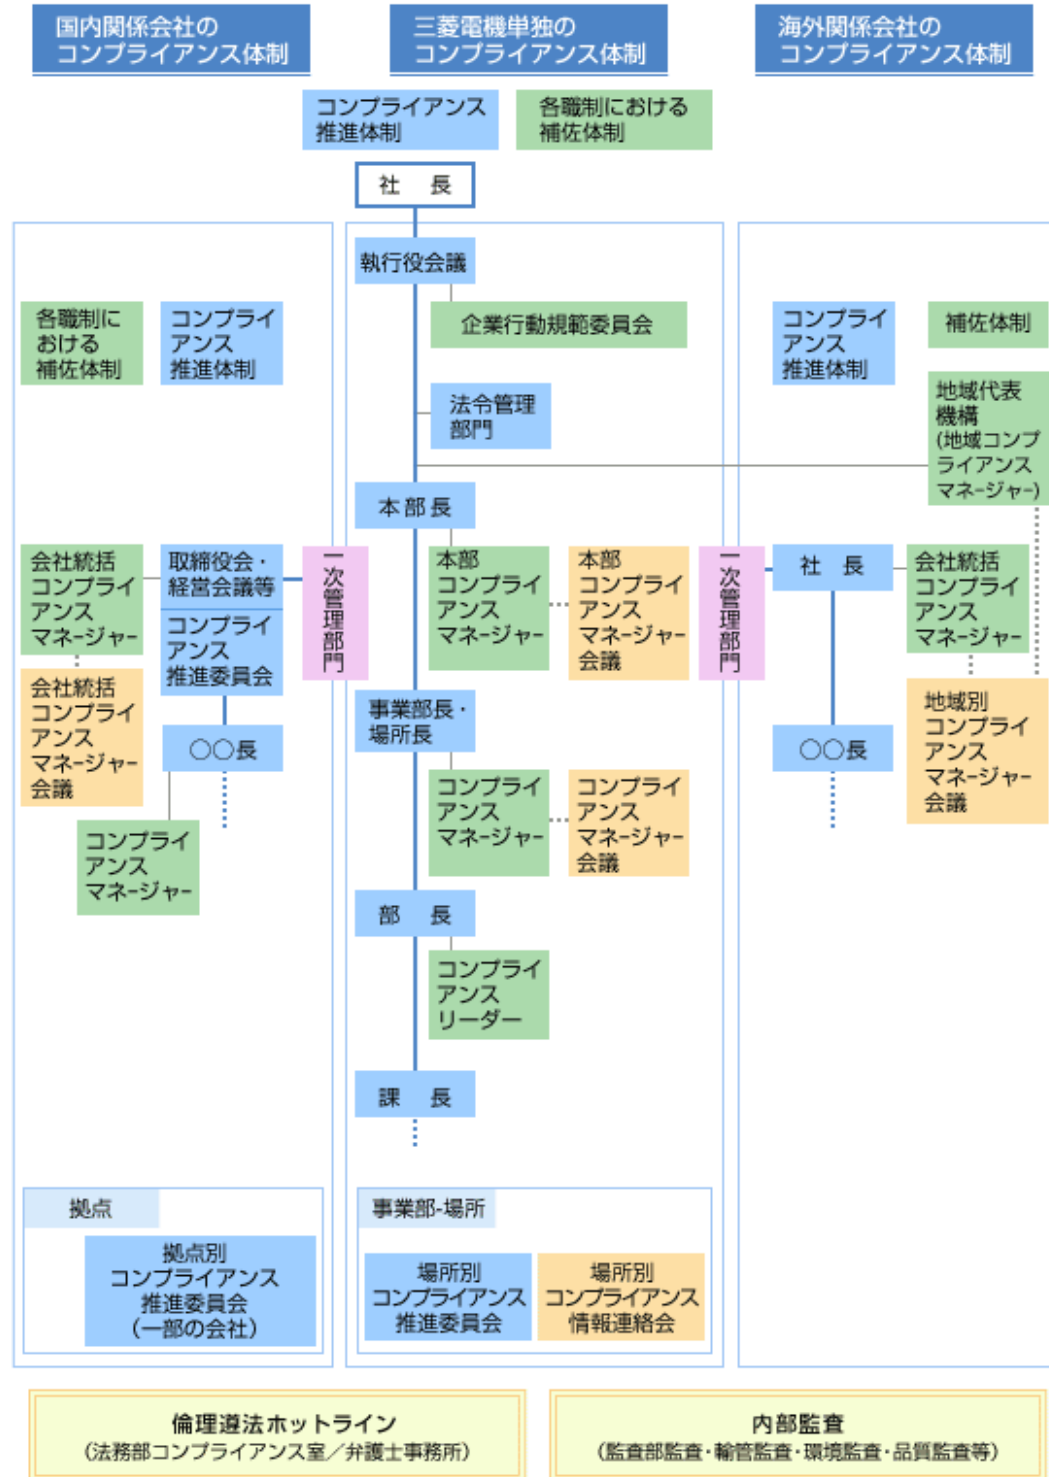 国内関係会社の
コンプライアンス体制
三菱電機単独の
コンプライアンス体制
海外関係会社の
コンプライアンス体制
コンプライアンス
推進体制
各職制における
補佐体制
社 長
執行役会議
企業行動規範委員会
法令管理
部門
本部長
本部
コンプライ
アンス
マネージャー
本部
コンプライ
アンス
マネージャー
会議
事業部長・
場所長
コンプライ
アンス
マネージャー
コンプライ
アンス
マネージャー
会議
部 長
コンプライ
アンス
リーダー
課 長
事業部-場所
場所別
コンプライアンス
推進委員会
場所別
コンプライアンス
情報連絡会
各職制に
おける
補佐体制
コンプライ
アンス
推進体制
会社統括
コンプライ
アンス
マネージャー
取締役会・
経営会議等
コンプライ
アンス
推進委員会
一次管理部門
会社統括
コンプライ
アンス
マネージャー
会議
○○長
コンプライ
アンス
マネージャー
拠点
拠点別
コンプライアンス
推進委員会
(一部の会社)
コンプライ
アンス
推進体制
補佐体制
地域代表
機構
(地域コンプ
ライアンス
マネージャー)
一次管理部門
社 長
会社統括
コンプライ
アンス
マネージャー
○○長
地域別
コンプライ
アンス
マネージャー
会議
倫理遵法ホットライン
(法務部コンプライアンス室/弁護士事務所)
内部監査
(監査部監査・輸管監査・環境監査・品質監査等)